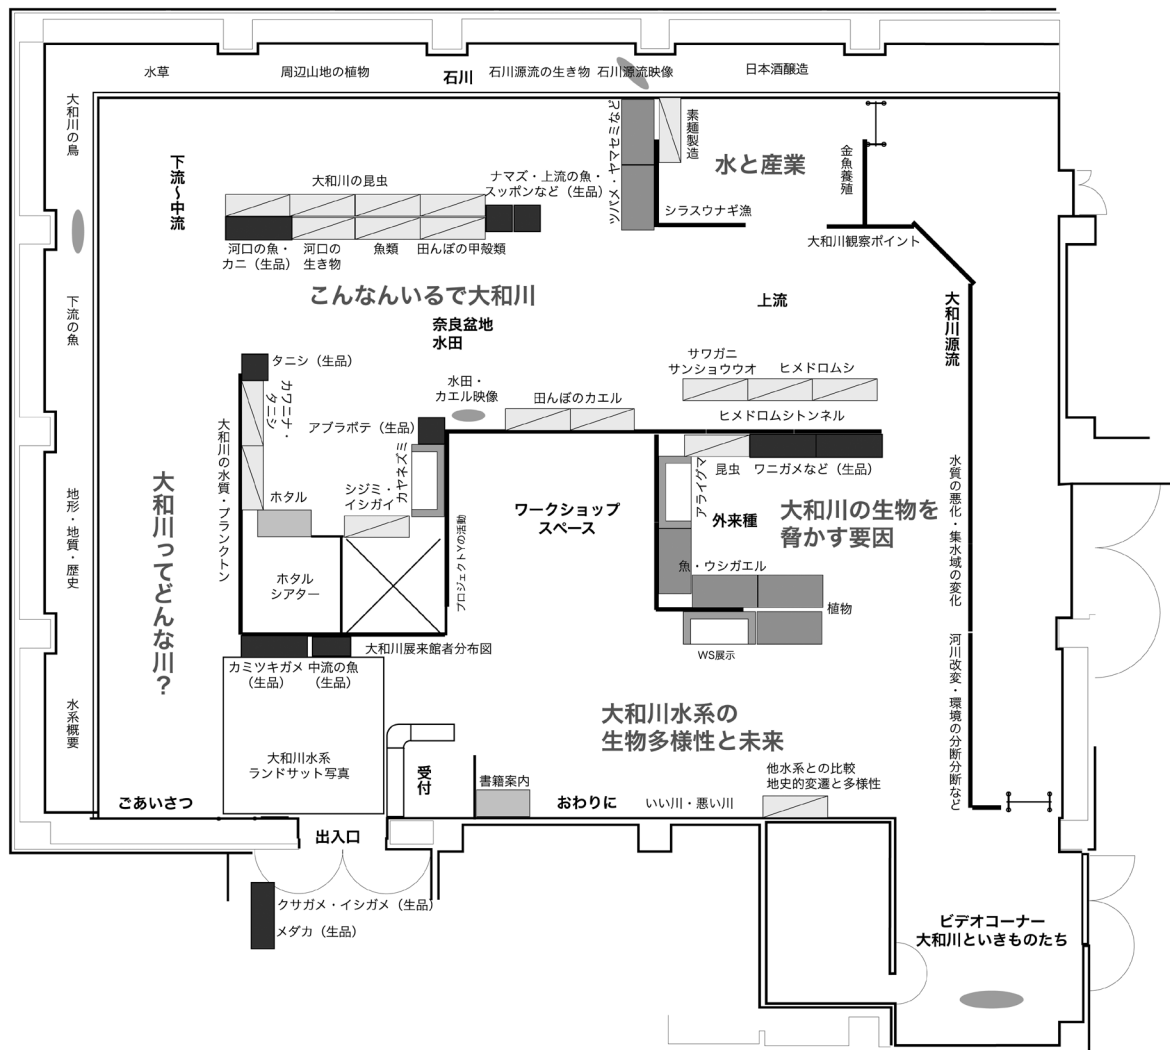 水草
周辺山地の植物
石川
石川源流の生き物
石川源流映像
日本酒醸造
大和川の鳥
下流～中流
大和川の昆虫
ナマズ・上流の魚・
スッポンなど（生品）
ツバメ・ヤマセミなど
素麺製造
水と産業
金魚養殖
シラスウナギ漁
大和川観察ポイント
河口の魚・
カニ（生品）
河口の
生き物
魚類
田んぼの甲殻類
こんなんいるで大和川
奈良盆地
水田
上流
大和川源流
下流の魚
タニシ（生品）
カワニナ・
タニシ
水田・
カエル映像
田んぼのカエル
サワガニ
サンショウウオ
ヒメドロムシ
ヒメドロムシトンネル
アブラボテ（生品）
大和川の水質・プランクトン
カヤネズミ
シジミ・
イシガイ
ホタル
昆虫
ワニガメなど（生品）
アライグマ
ワークショップ
スペース
外来種
大和川の生物を
脅かす要因
水質の悪化・集水域の変化
大和川ってどんな川？
地形・地質・歴史
プロジェクトYの活動
ホタル
シアター
魚・ウシガエル
植物
WS展示
大和川展来館者分布図
カミツキガメ
（生品）
中流の魚
（生品）
河川改変・環境の分断分断など
水系概要
大和川水系の
生物多様性と未来
大和川水系
ランドサット写真
受付
書籍案内
他水系との比較
地史的変遷と多様性
ごあいさつ
おわりに
いい川・悪い川
出入口
クサガメ・イシガメ（生品）
メダカ（生品）
ビデオコーナー
大和川といきものたち